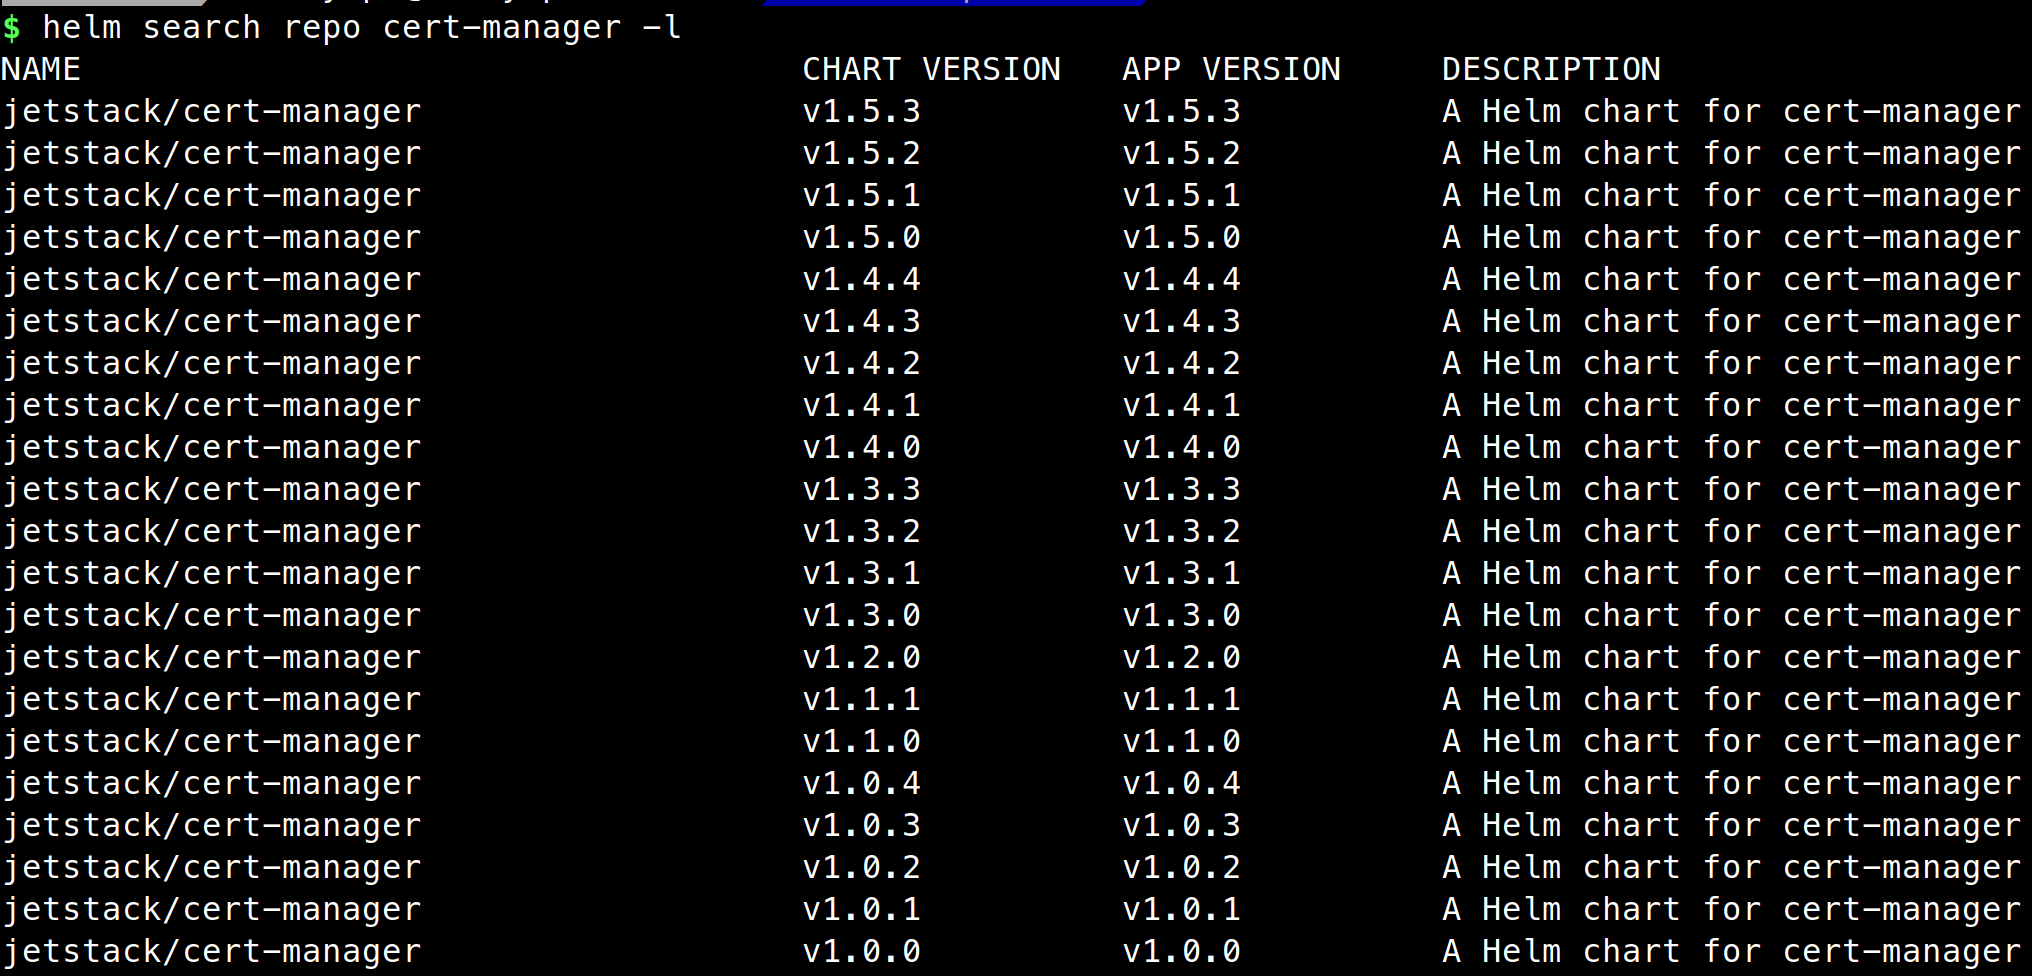 $ helm search repo cert-manager -l
NAME CHART VERSION APP VERSION DESCRIPTION
jetstack/cert-manager v1.5.3 v1.5.3 A Helm chart for cert-manager
jetstack/cert-manager v1.5.2 v1.5.2 A Helm chart for cert-manager
jetstack/cert-manager v1.5.1 v1.5.1 A Helm chart for cert-manager
jetstack/cert-manager v1.5.0 v1.5.0 A Helm chart for cert-manager
jetstack/cert-manager v1.4.4 v1.4.4 A Helm chart for cert-manager
jetstack/cert-manager v1.4.3 v1.4.3 A Helm chart for cert-manager
jetstack/cert-manager v1.4.2 v1.4.2 A Helm chart for cert-manager
jetstack/cert-manager v1.4.1 v1.4.1 A Helm chart for cert-manager
jetstack/cert-manager v1.4.0 v1.4.0 A Helm chart for cert-manager
jetstack/cert-manager v1.3.3 v1.3.3 A Helm chart for cert-manager
jetstack/cert-manager v1.3.2 v1.3.2 A Helm chart for cert-manager
jetstack/cert-manager v1.3.1 v1.3.1 A Helm chart for cert-manager
jetstack/cert-manager v1.3.0 v1.3.0 A Helm chart for cert-manager
jetstack/cert-manager v1.2.0 v1.2.0 A Helm chart for cert-manager
jetstack/cert-manager v1.1.1 v1.1.1 A Helm chart for cert-manager
jetstack/cert-manager v1.1.0 v1.1.0 A Helm chart for cert-manager
jetstack/cert-manager v1.0.4 v1.0.4 A Helm chart for cert-manager
jetstack/cert-manager v1.0.3 v1.0.3 A Helm chart for cert-manager
jetstack/cert-manager v1.0.2 v1.0.2 A Helm chart for cert-manager
jetstack/cert-manager v1.0.1 v1.0.1 A Helm chart for cert-manager
jetstack/cert-manager v1.0.0 v1.0.0 A Helm chart for cert-manager